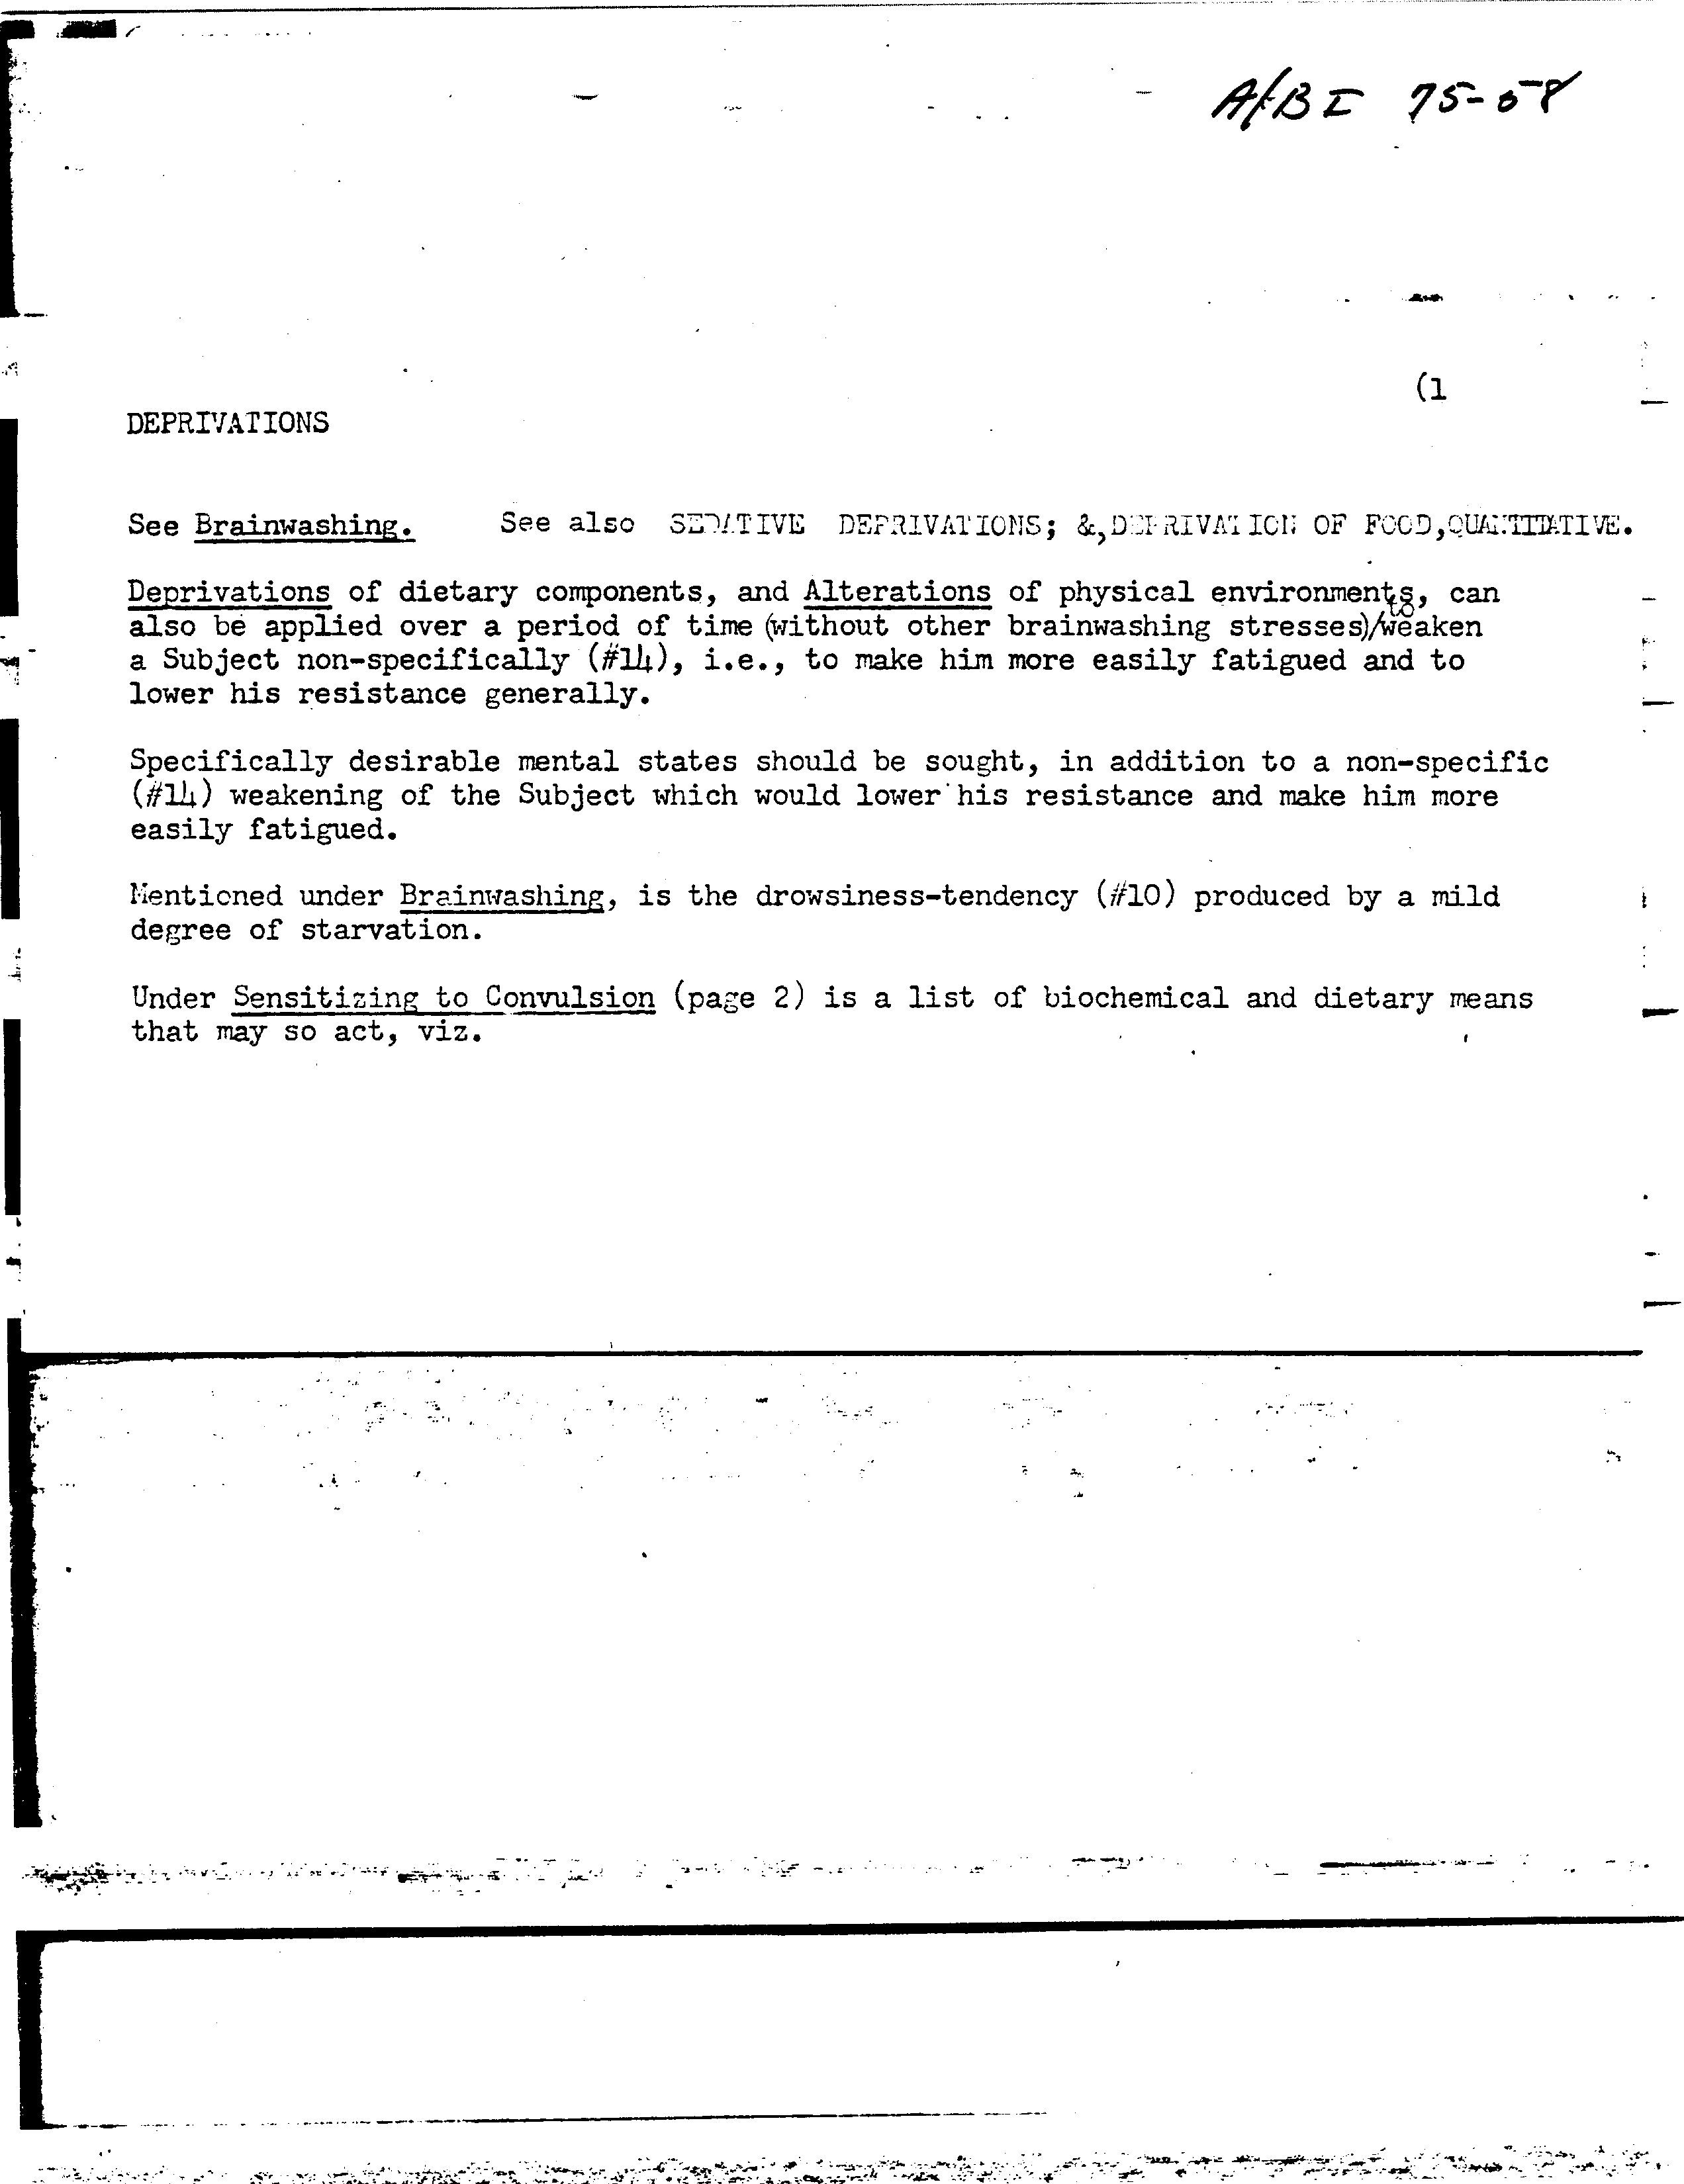 A/BI 75-58
(1
DEPRIVATIONS
See Brainwashing. See also SEDATIVE DEPRIVATIONS; &,DEPRIVATION OF FOOD,QUANTITATIVE.
Deprivations of dietary components, and Alterations of physical environments, can
to
also be applied over a period of time (without other brainwashing stresses)/weaken
a Subject non-specifically (#14), i.e., to make him more easily fatigued and to
lower his resistance generally.
Specifically desirable mental states should be sought, in addition to a non-specific
(#14) weakening of the Subject which would lower his resistance and make him more
easily fatigued.
Mentioned under Brainwashing, is the drowsiness-tendency (#10) produced by a mild
degree of starvation.
Under Sensitizing to Convulsion (page 2) is a list of biochemical and dietary means
that may so act, viz.